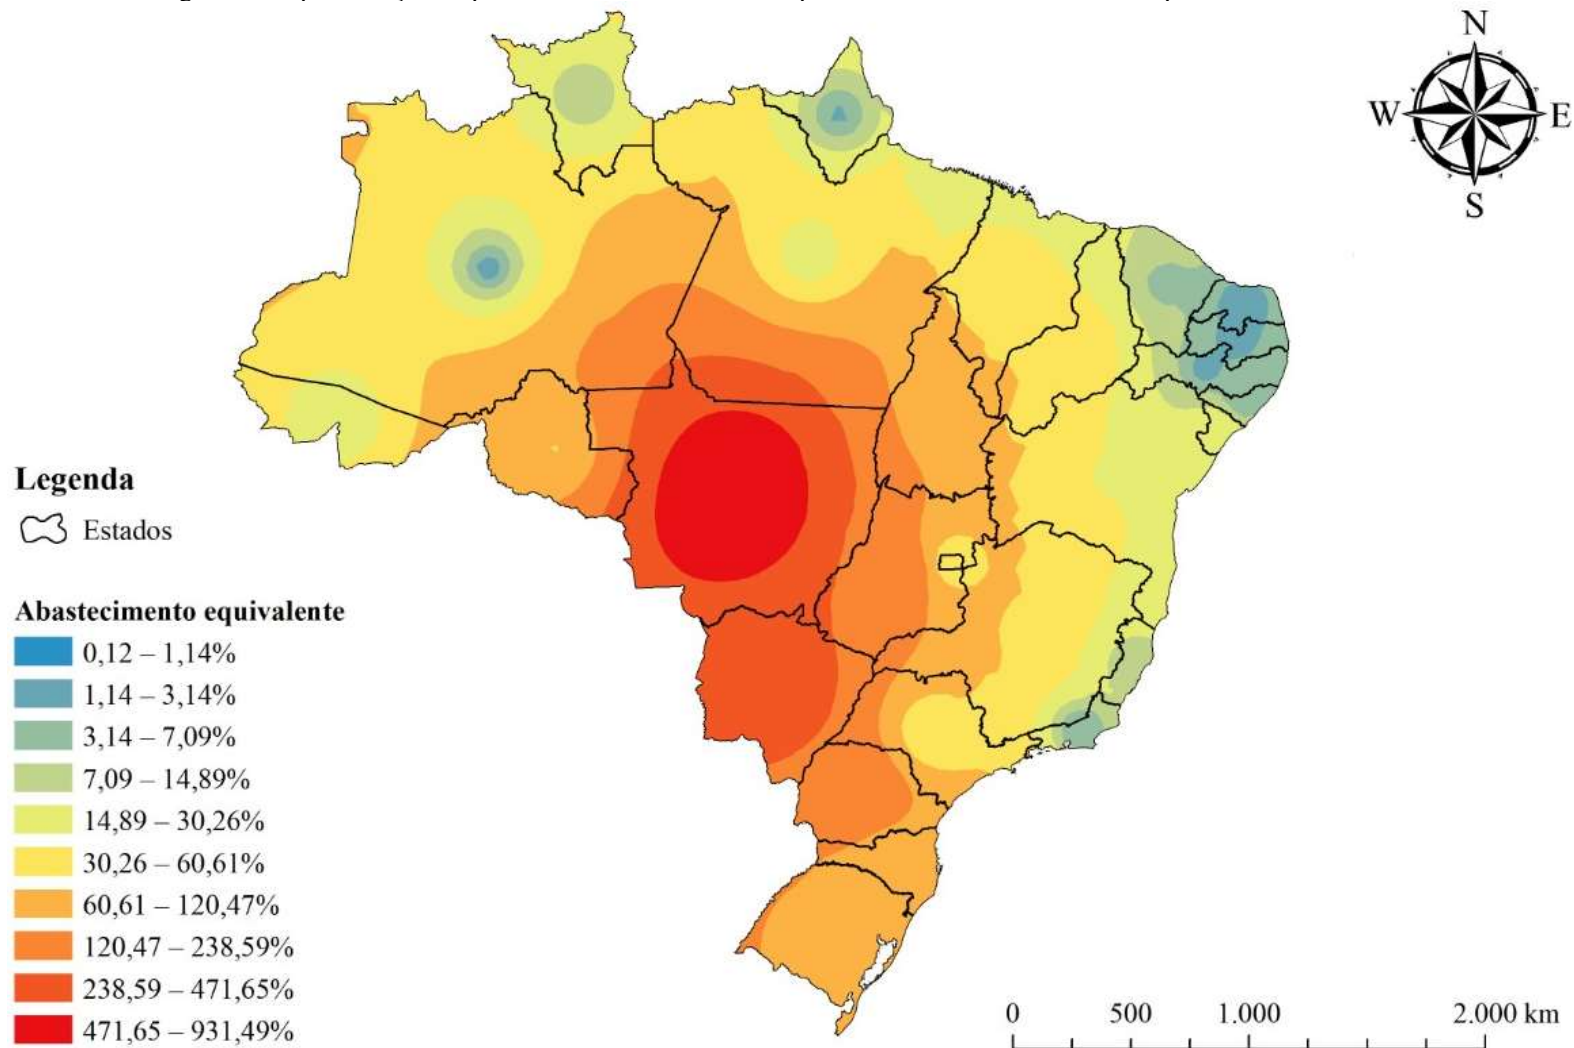 N
W E
S
Legenda
Estados
Abastecimento equivalente
0,12 – 1,14%
1,14 – 3,14%
3,14 – 7,09%
7,09 – 14,89%
14,89 – 30,26%
30,26 – 60,61%
60,61 – 120,47%
120,47 – 238,59%
238,59 – 471,65%
471,65 – 931,49%
0 500 1.000 2.000 km